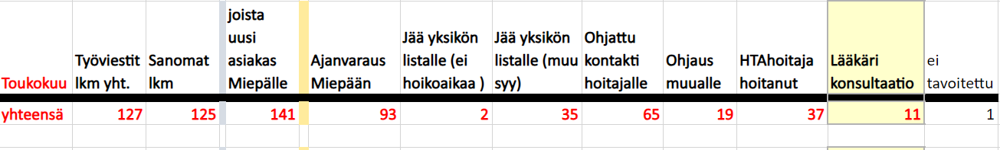 Toukokuu
Työviestit
lkm yht.
Sanomat
lkm
joista
uusi
asiakas
Miepälle
Ajanvaraus
Miepään
Jää yksikön
listalle (ei
hoikoaikaa )
Jää yksikön
listalle (muu
syy)
Ohjattu
kontakti
hoitajalle
Ohjaus
muualle
HTAhoitaja
hoitanut
Lääkäri
konsultaatio
ei
tavoitettu
yhteensä 127 125 141 93 2 35 65 19 37 11 1